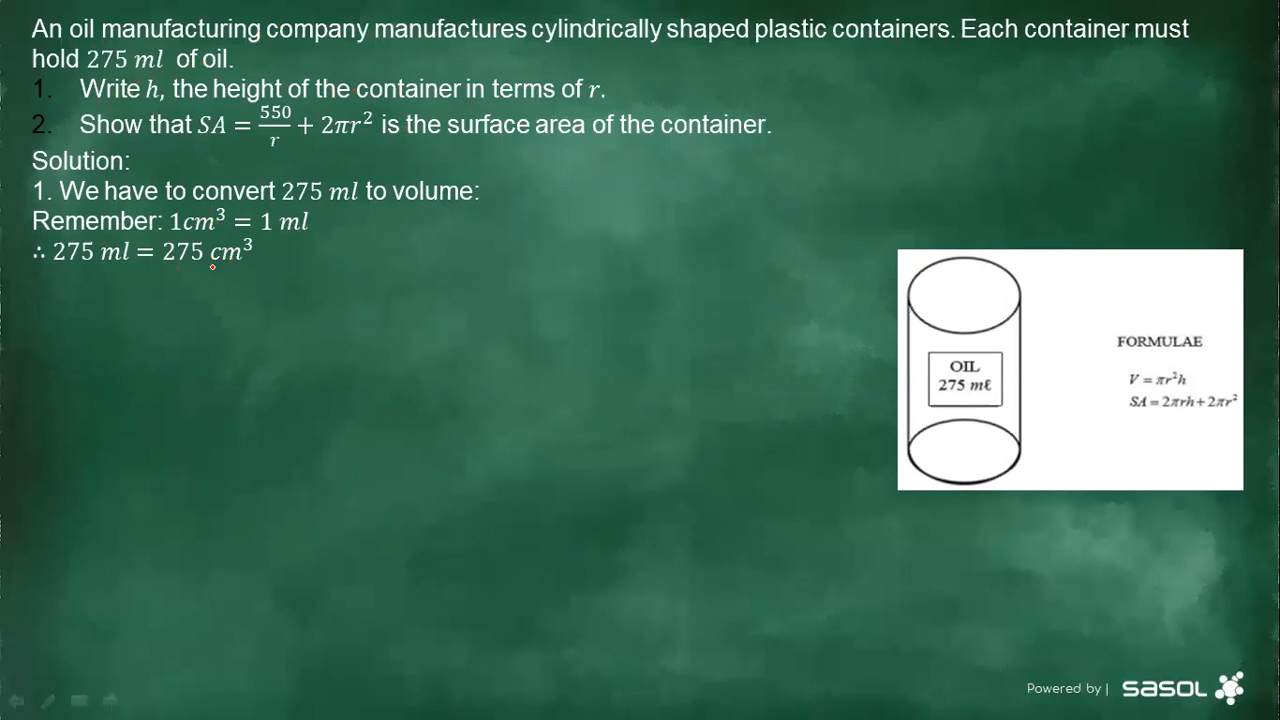 An oil manufacturing company manufactures cylindrically shaped plastic containers. Each container must
hold 275 ml of oil.
1. Write h, the height of the container in terms of r.
2. Show that SA = 550/r + 2πr² is the surface area of the container.
Solution:
1. We have to convert 275 ml to volume:
Remember: 1cm³ = 1 ml
∴ 275 ml = 275 cm³
OIL
275 mℓ
FORMULAE
V = πr²h
SA = 2πrh + 2πr²
Powered by | sasol